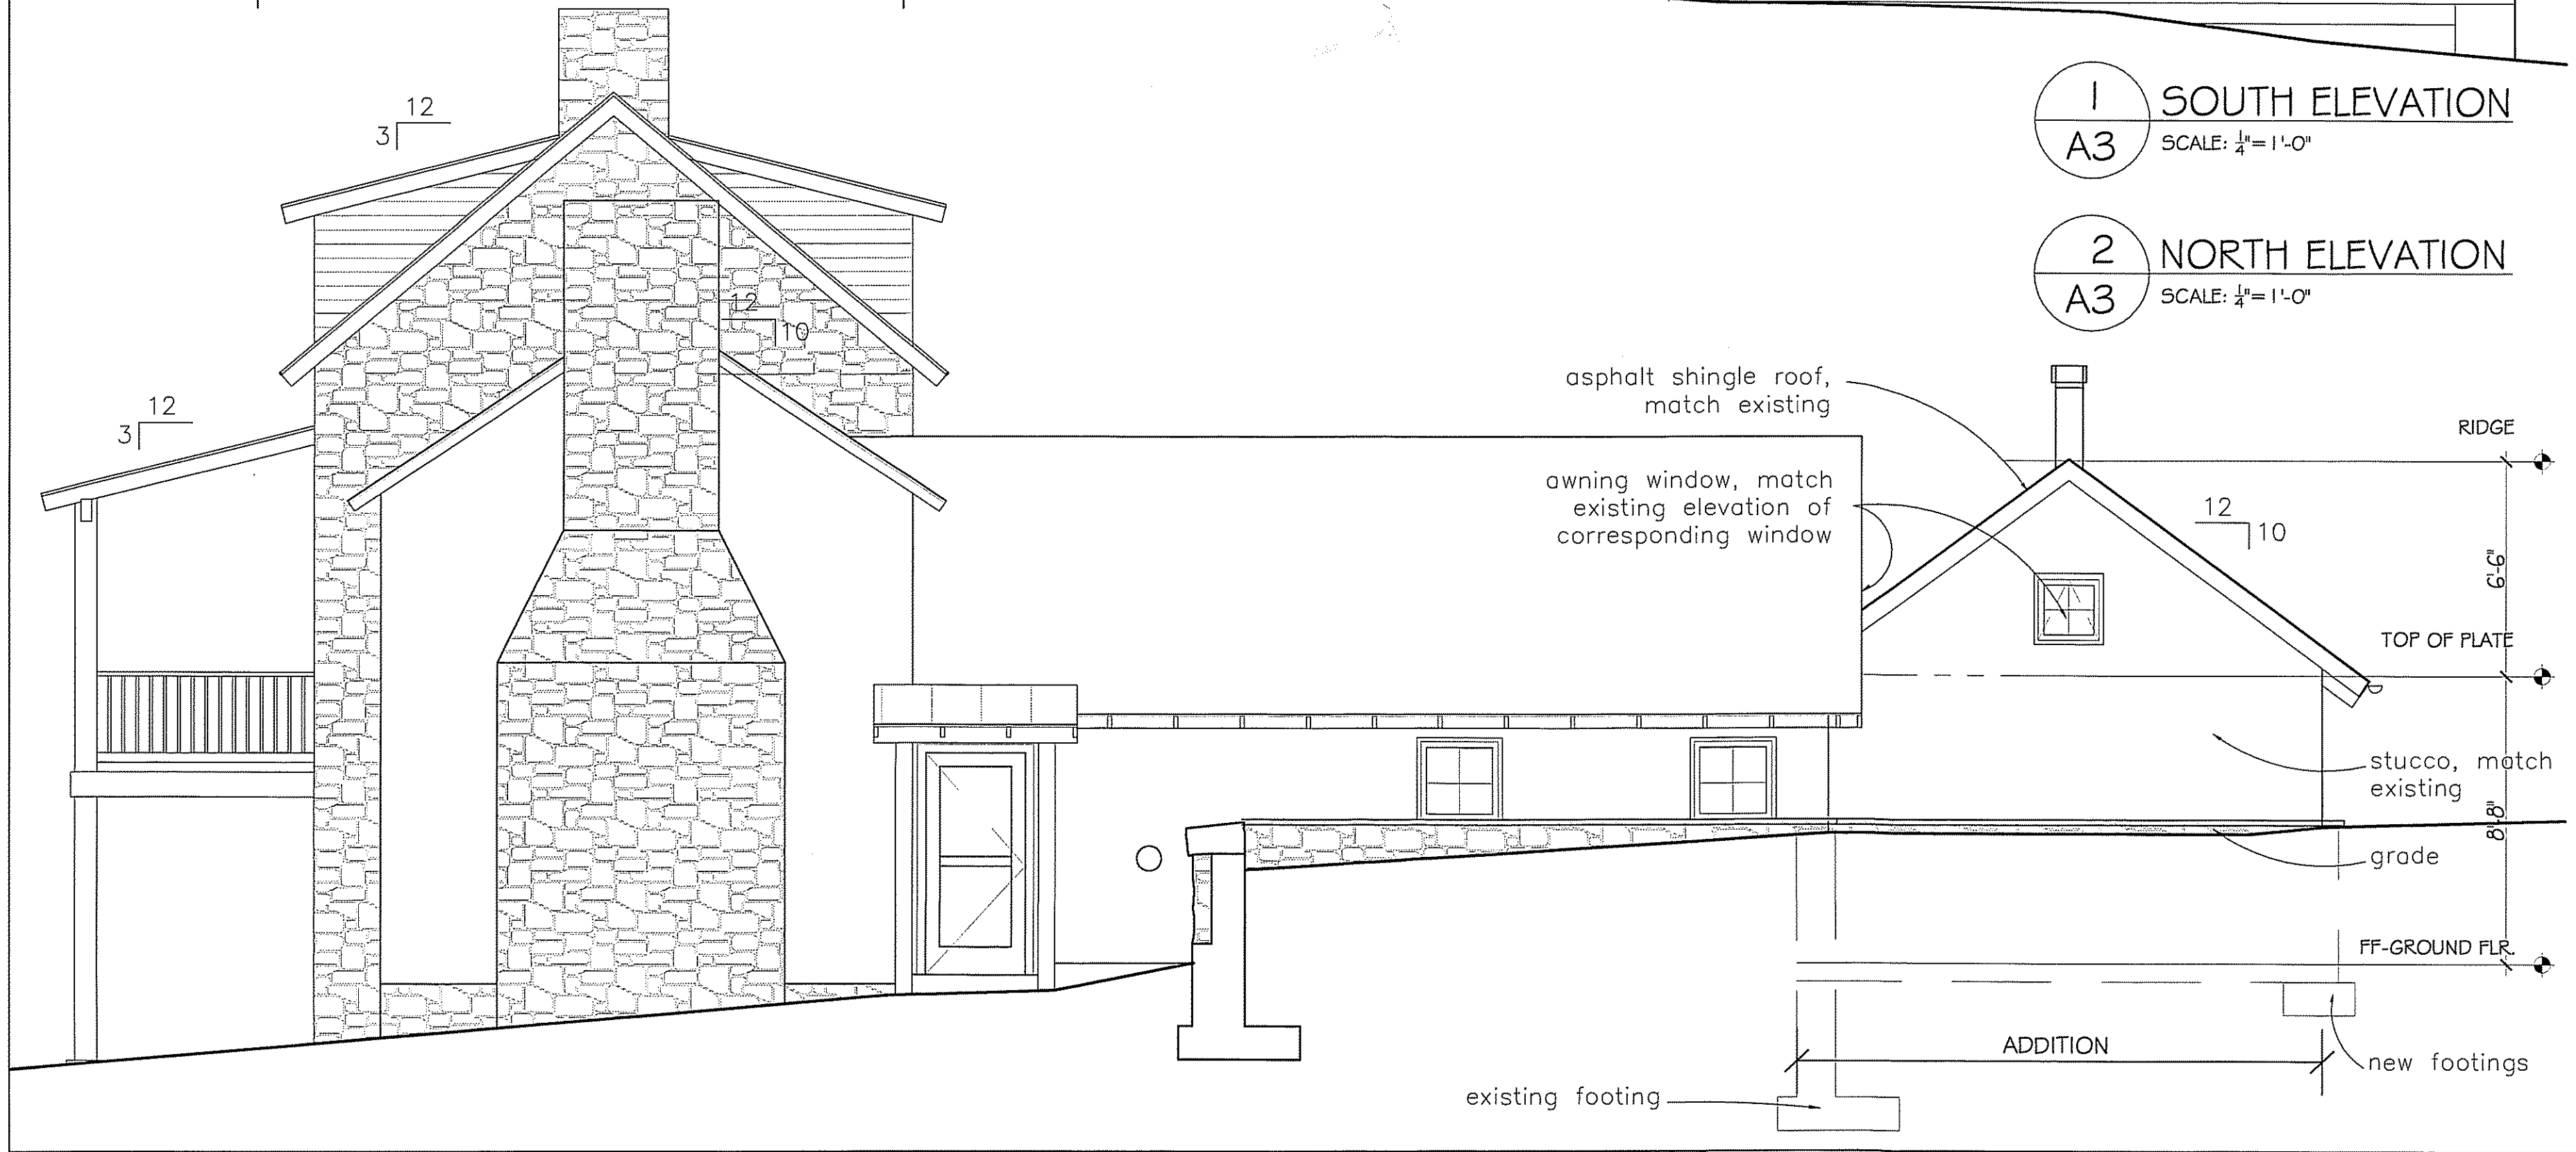 1
A3
SOUTH ELEVATION
SCALE: 1/4"=1'-0"
2
A3
NORTH ELEVATION
SCALE: 1/4"=1'-0"
12
3
12
10
12
3
asphalt shingle roof,
match existing
awning window, match
existing elevation of
corresponding window
RIDGE
12
10
6'-6"
TOP OF PLATE
stucco, match
existing
8'-8"
grade
FF-GROUND FLR.
ADDITION
new footings
existing footing